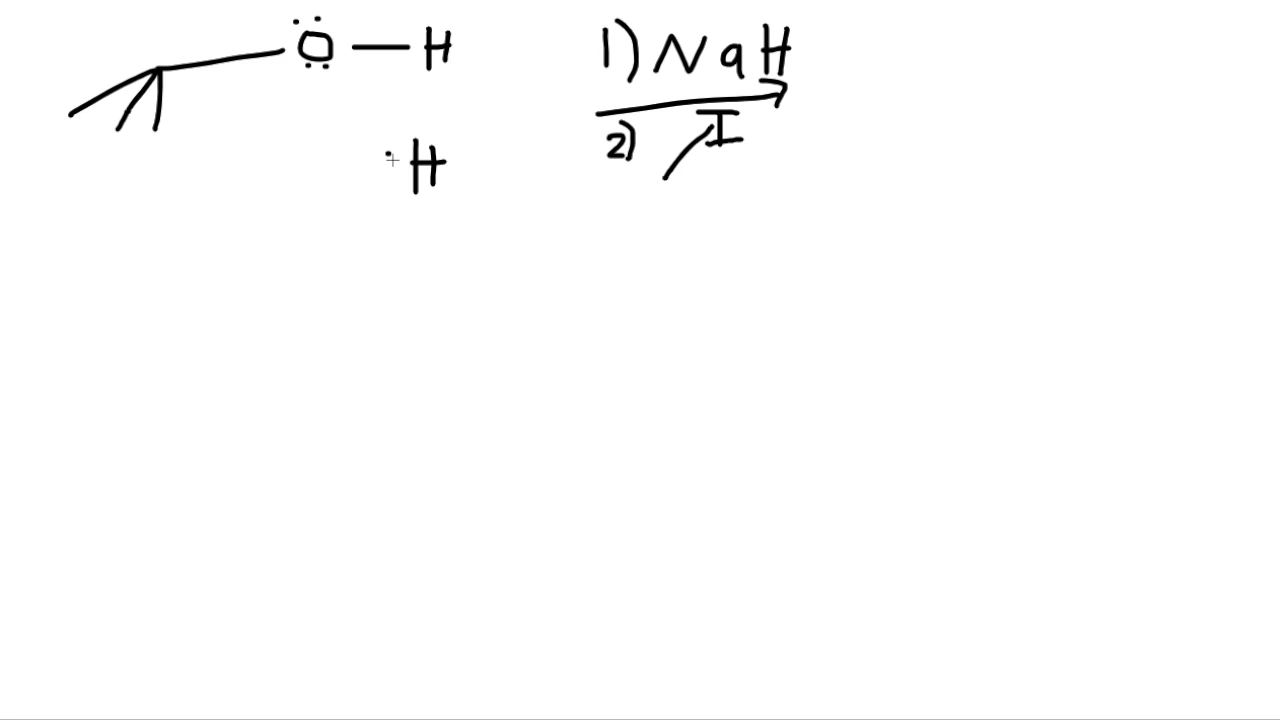 O — H
1) NaH
2) I
H